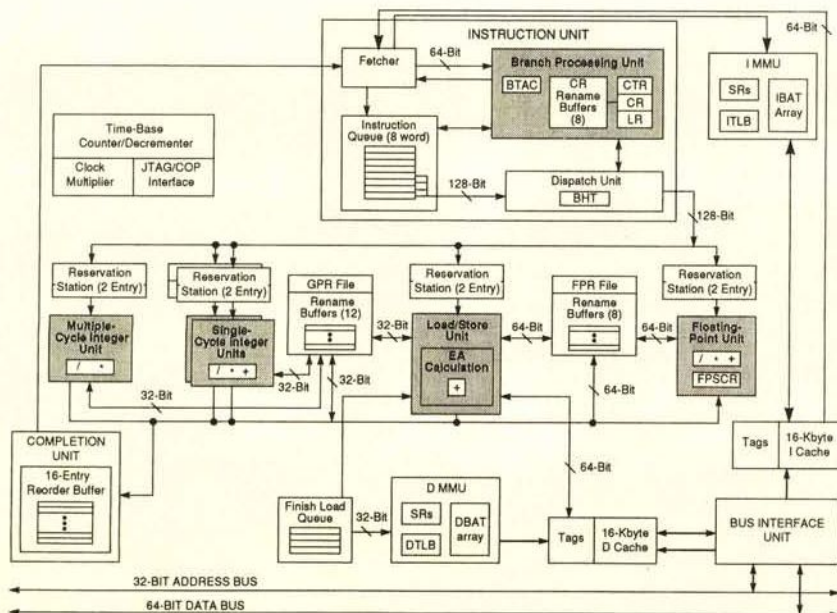 INSTRUCTION UNIT
64-Bit
64-Bit
Fetcher
Branch Processing Unit
BTAC
CR
Rename
Buffers
(8)
CTR
CR
LR
I MMU
SRs
ITLB
IBAT
Array
Time-Base
Counter/Decrementer
Clock
Multiplier
JTAG/COP
Interface
Instruction
Queue (8 word)
128-Bit
Dispatch Unit
BHT
128-Bit
Reservation
Station (2 Entry)
Reservation
Station (2 Entry)
GPR File
Rename
Buffers (12)
Reservation
Station (2 Entry)
FPR File
Rename
Buffers (8)
Reservation
Station (2 Entry)
Multiple-
Cycle Integer
Unit
Single-
Cycle Integer
Units
32-Bit
Load/Store
Unit
EA
Calculation
+
64-Bit
64-Bit
Floating-
Point Unit
FPSCR
32-Bit
32-Bit
32-Bit
64-Bit
COMPLETION
UNIT
16-Entry
Reorder Buffer
64-Bit
Tags
16-Kbyte
I Cache
Finish Load
Queue
32-Bit
D MMU
SRs
DTLB
DBAT
array
Tags
16-Kbyte
D Cache
BUS INTERFACE
UNIT
32-BIT ADDRESS BUS
64-BIT DATA BUS